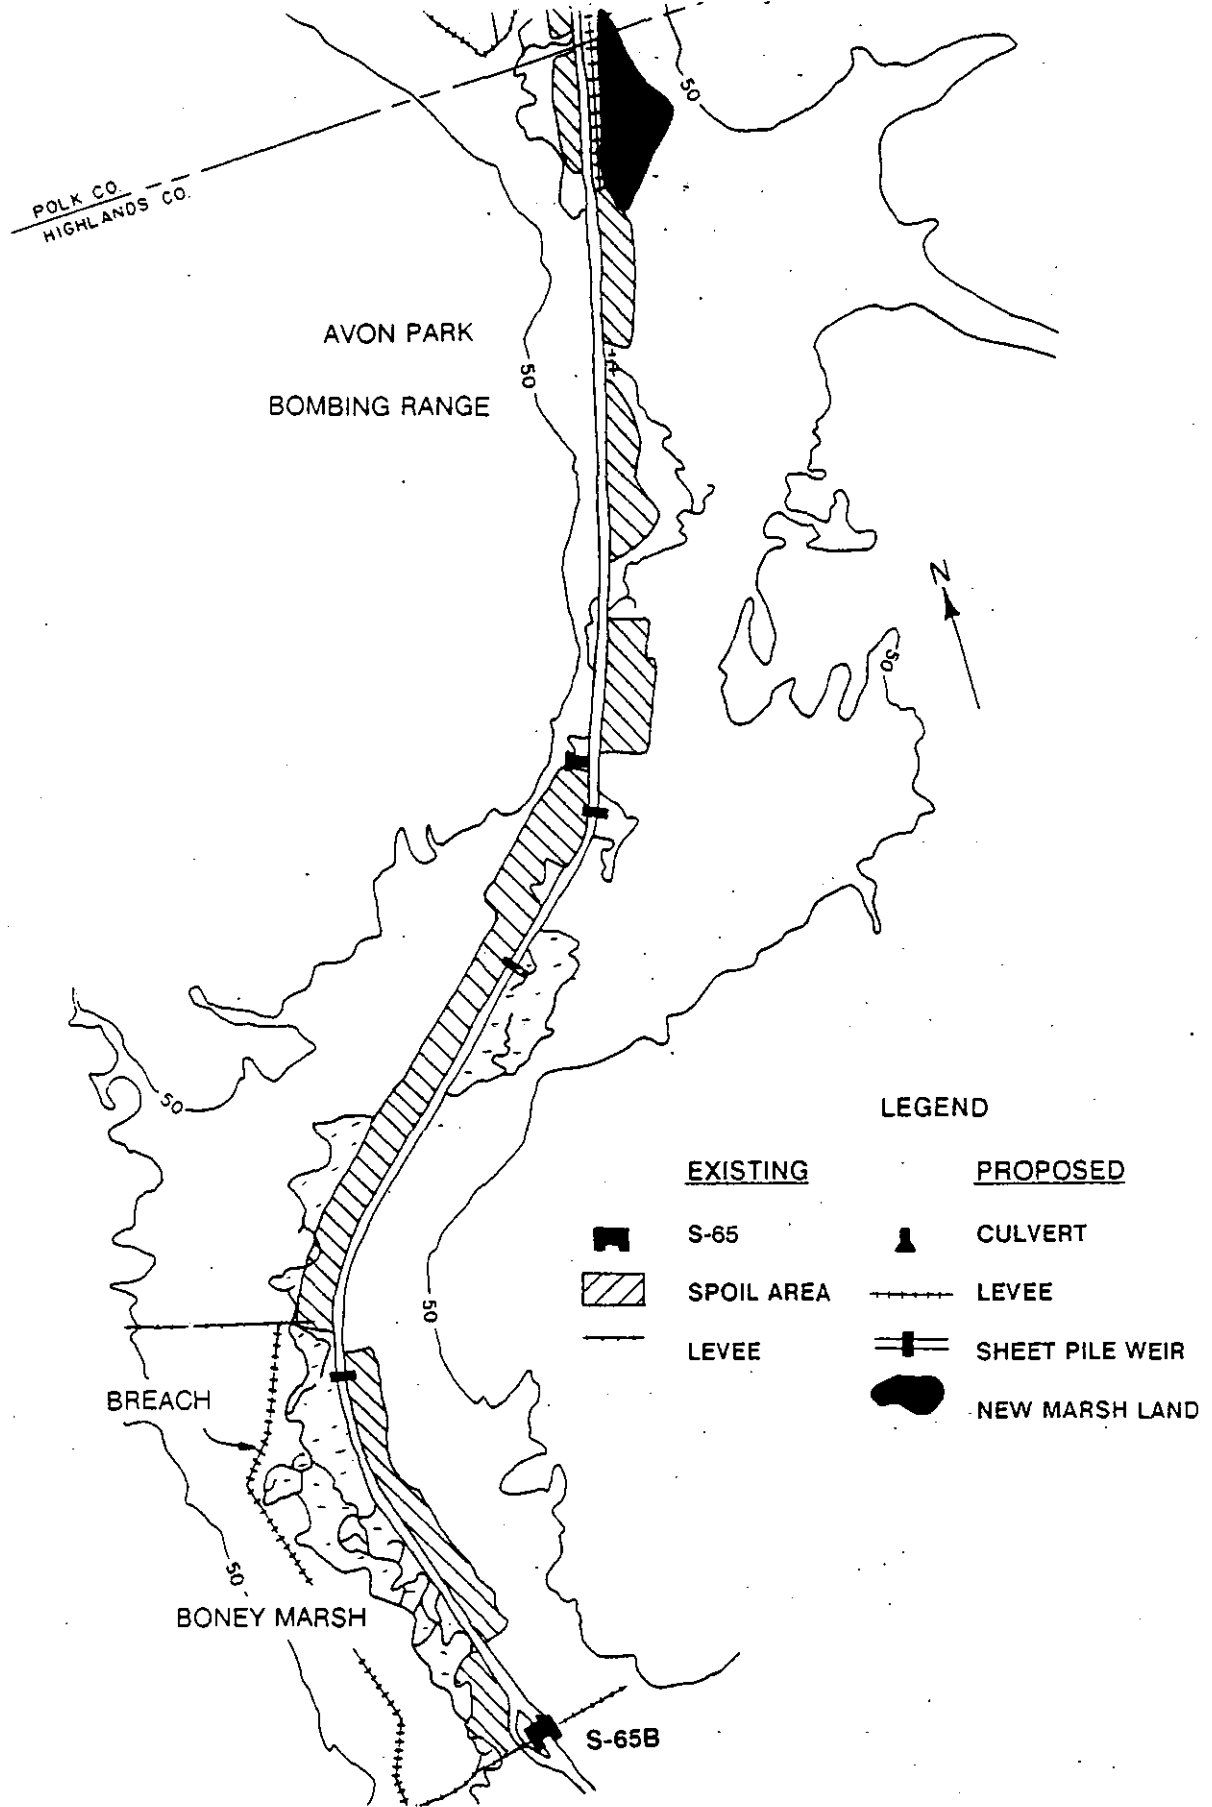 50
POLK CO.
HIGHLANDS CO.
AVON PARK
50
BOMBING RANGE
N
50
50
LEGEND
EXISTING
PROPOSED
S-65
CULVERT
SPOIL AREA
LEVEE
50
LEVEE
SHEET PILE WEIR
BREACH
NEW MARSH LAND
50
BONEY MARSH
S-65B